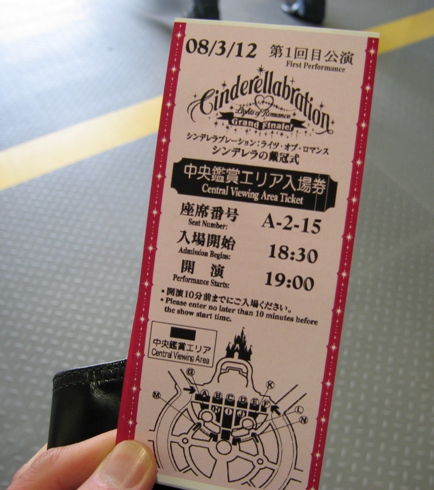 08/3/12 第1回目公演
First Performance
Cinderellabration
Lights of Romance
Grand Finale!
シンデレラブレーション:ライツ・オブ・ロマンス
シンデレラの戴冠式
中央鑑賞エリア入場券
Central Viewing Area Ticket
座席番号 A-2-15
Seat Number:
入場開始 18:30
Admission Begins:
開 演 19:00
Performance Starts:
・開演10分前までにご入場ください。
・Please enter no later than 10 minutes before
the show start time.
中央鑑賞エリア
Central Viewing Area
G K
A B C D E F
M H I J L
N